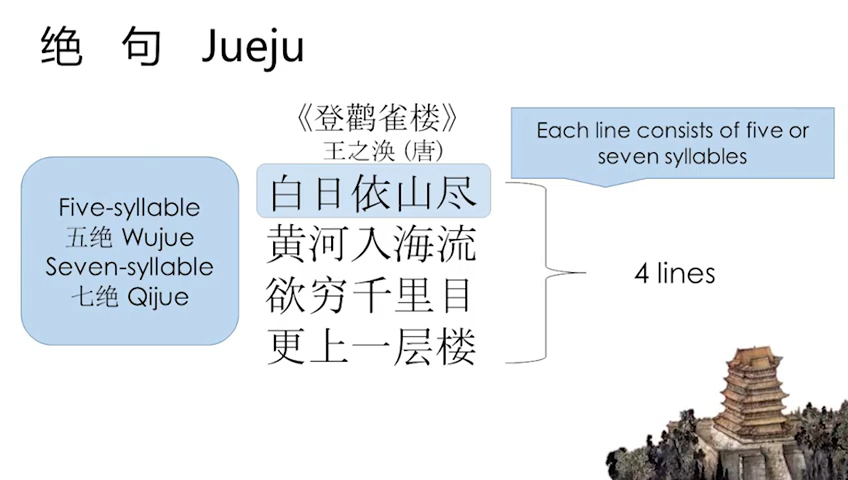 绝 句 Jueju
《登鹳雀楼》
王之涣(唐)
白日依山尽
黄河入海流
欲穷千里目
更上一层楼
Five-syllable
五绝 Wujue
Seven-syllable
七绝 Qijue
Each line consists of five or
seven syllables
4 lines